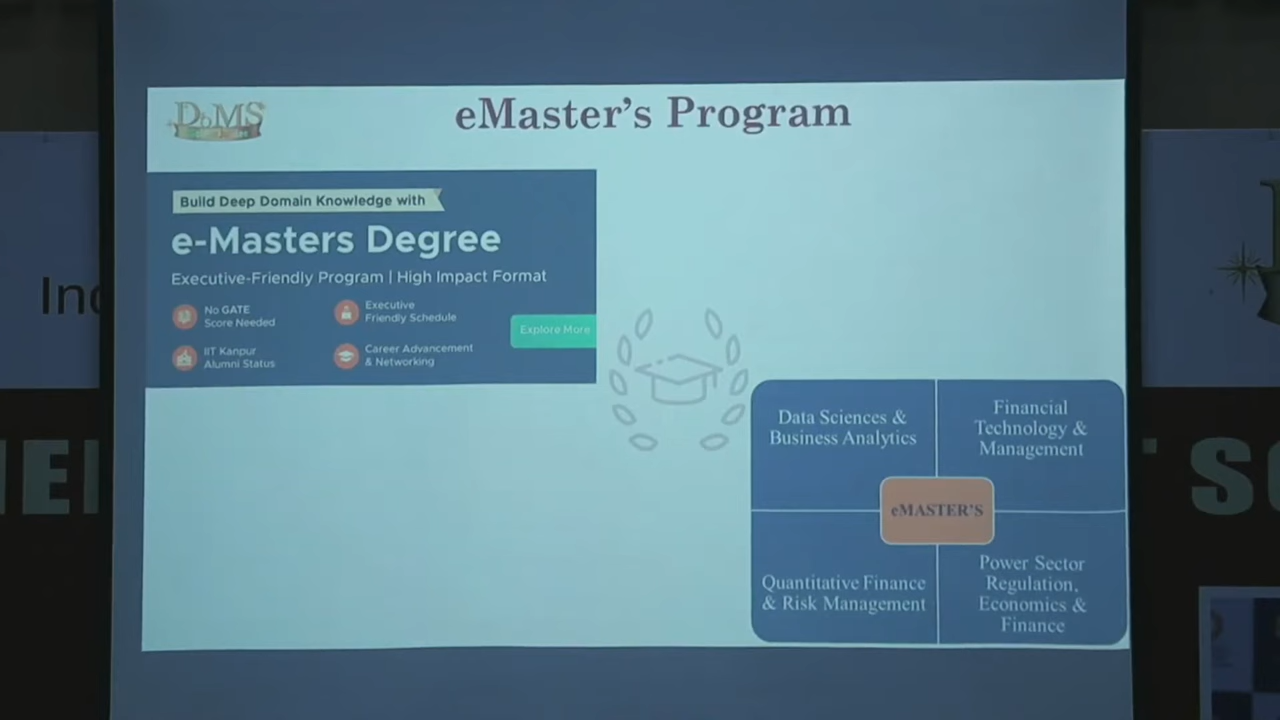 DoMS
eMaster's Program
Build Deep Domain Knowledge with
e-Masters Degree
Executive-Friendly Program | High Impact Format
No GATE
Score Needed
Executive
Friendly Schedule
IIT Kanpur
Alumni Status
Career Advancement
& Networking
Explore More
Data Sciences &
Business Analytics
Financial
Technology &
Management
eMASTER'S
Quantitative Finance
& Risk Management
Power Sector
Regulation,
Economics &
Finance